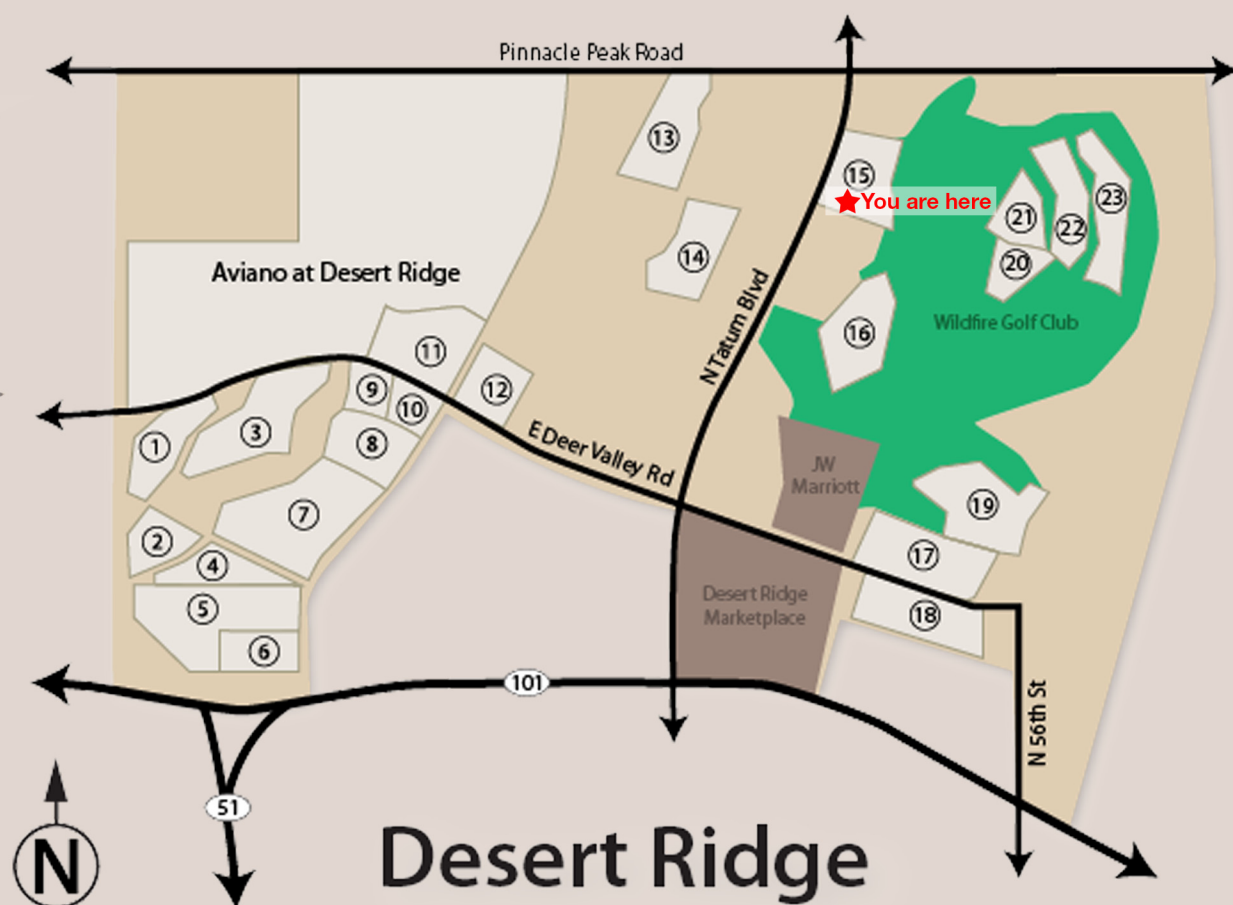 Pinnacle Peak Road
13
15
You are here
23
21
22
14
20
Aviano at Desert Ridge
N Tatum Blvd
Wildfire Golf Club
16
11
9
12
10
1
3
8
E Deer Valley Rd
JW
Marriott
7
19
2
17
4
5
Desert Ridge
Marketplace
18
6
101
N 56th St
51
N
Desert Ridge